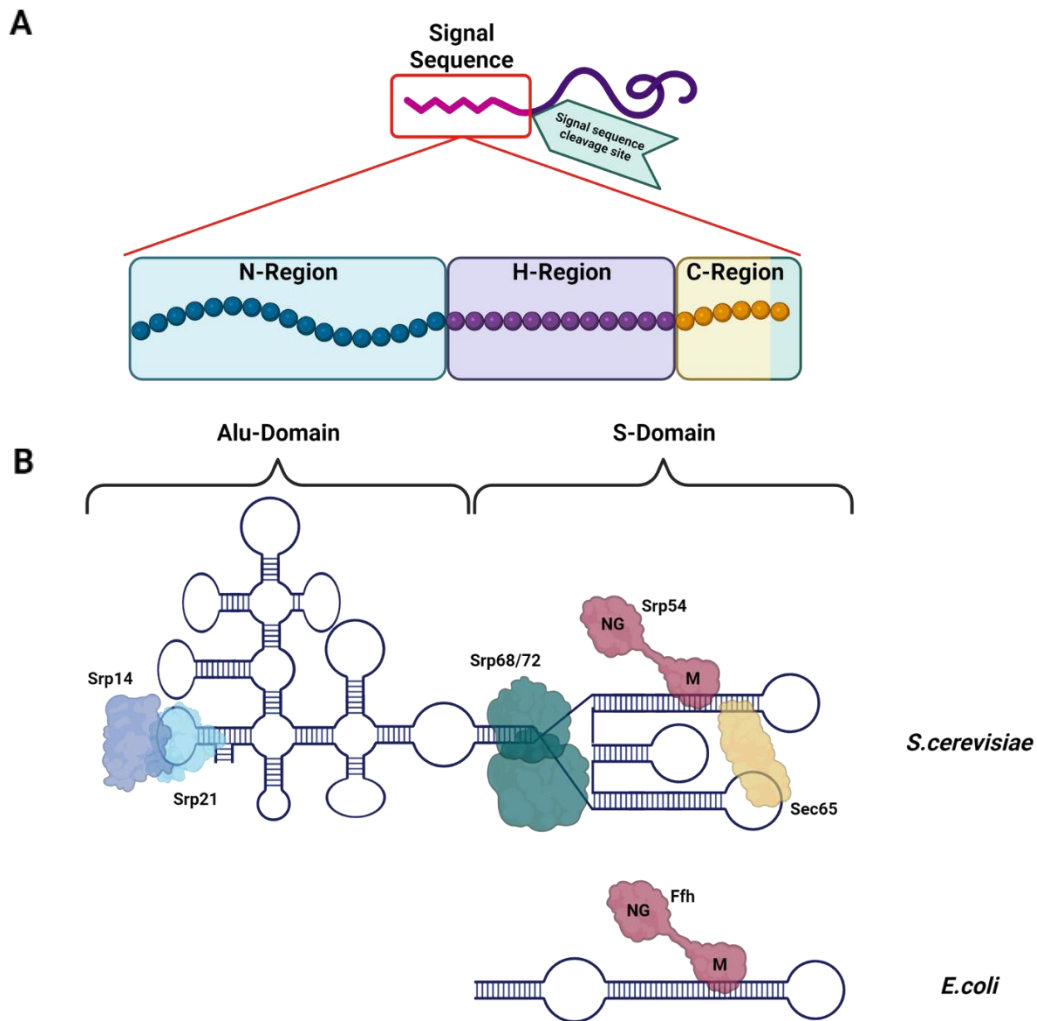 A
Signal
Sequence
Signal sequence
cleavage site
N-Region
H-Region
C-Region
Alu-Domain
S-Domain
B
Srp54
NG
Srp68/72
M
Srp14
S.cerevisiae
Srp21
Sec65
Ffh
NG
M
E.coli